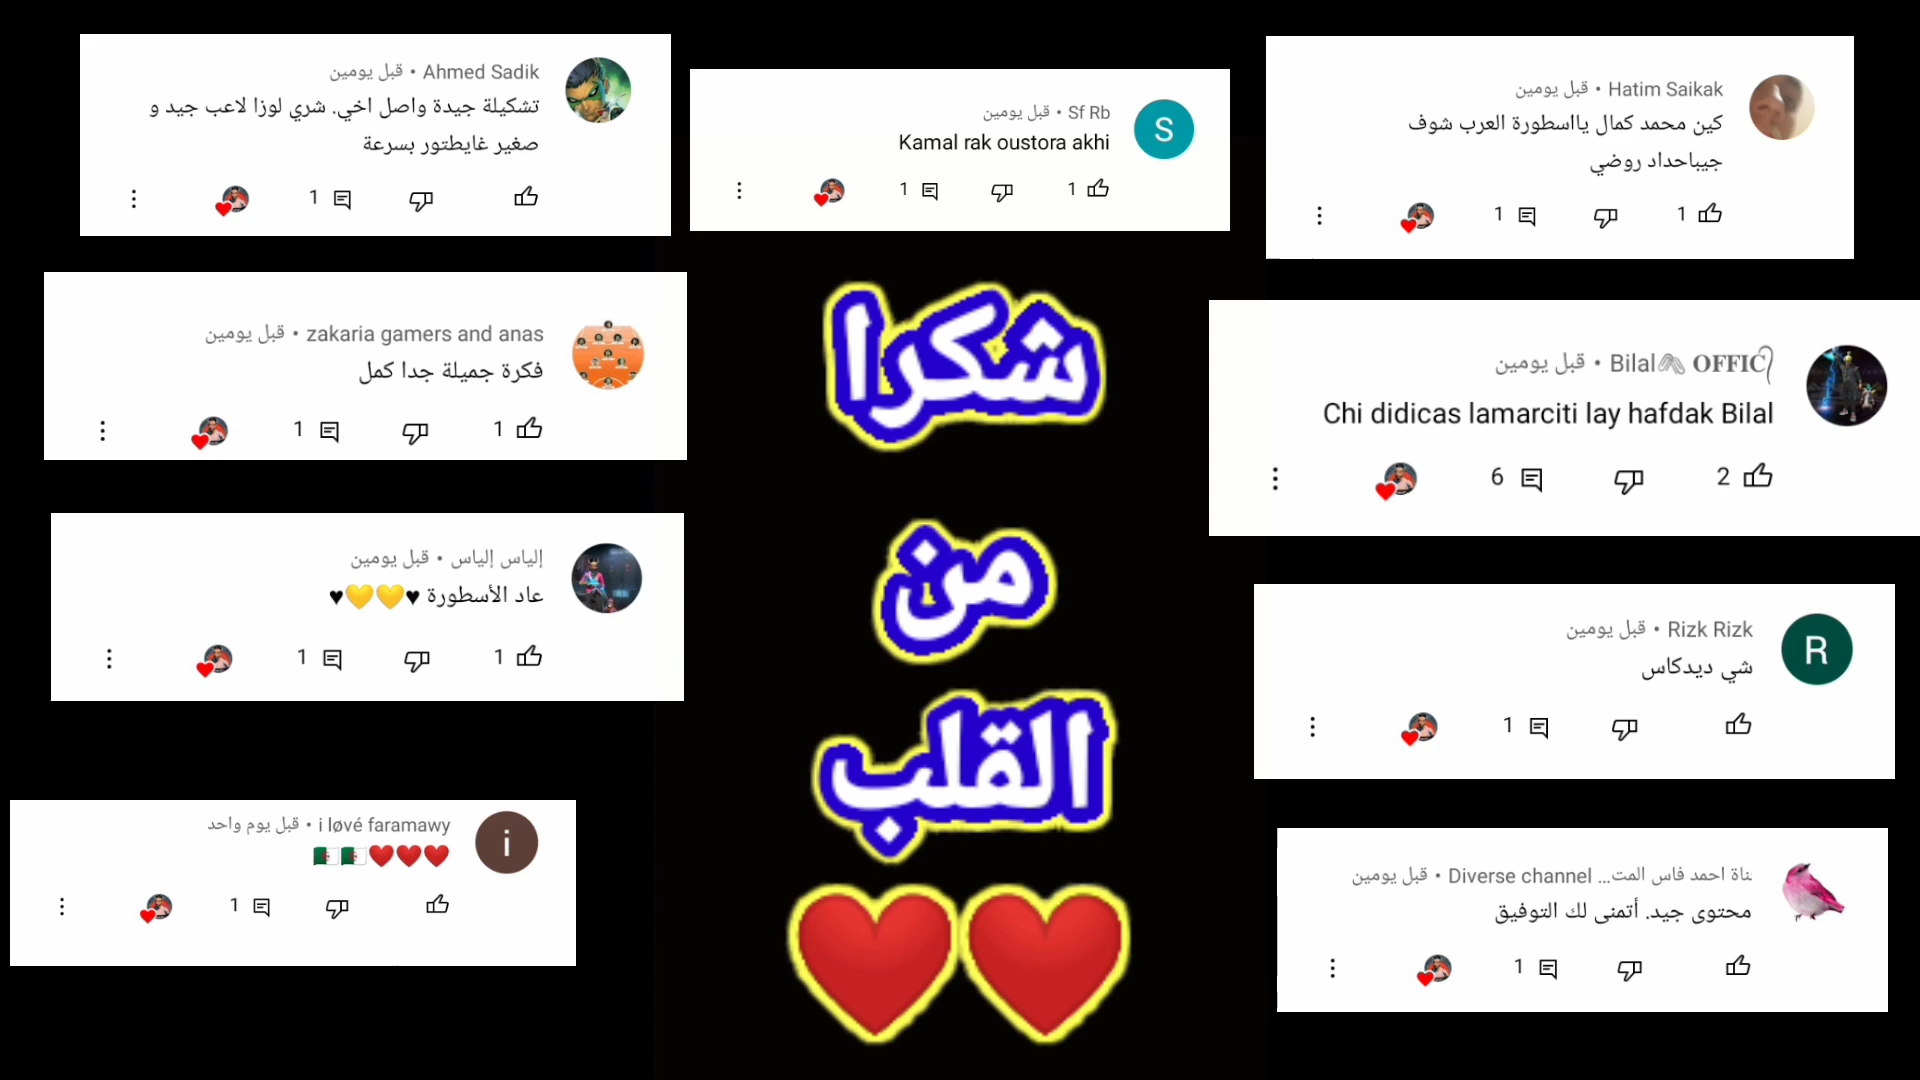 Ahmed Sadik • قبل يومين
تشكيلة جيدة واصل اخي. شري لوزا لاعب جيد و
صغير غايطتور بسرعة
1
Sf Rb • قبل يومين
Kamal rak oustora akhi
1 1
S
Hatim Saikak • قبل يومين
كين محمد كمال يااسطورة العرب شوف
جيباحداد روضي
1 1
zakaria gamers and anas • قبل يومين
فكرة جميلة جدا كمل
1 1
شكرا
من
القلب
❤️❤️
Bilal🖇 OFFIC • قبل يومين
Chi didicas lamarciti lay hafdak Bilal
2 6
إلياس إلياس • قبل يومين
عاد الأسطورة ♥💛💛♥
1 1
Rizk Rizk • قبل يومين
شي ديدكاس
1
R
i løvé faramawy • قبل يوم واحد
❤️❤️❤️🇩🇿🇩🇿
1
i
ناة احمد فاس المت... Diverse channel • قبل يومين
محتوى جيد. أتمنى لك التوفيق
1